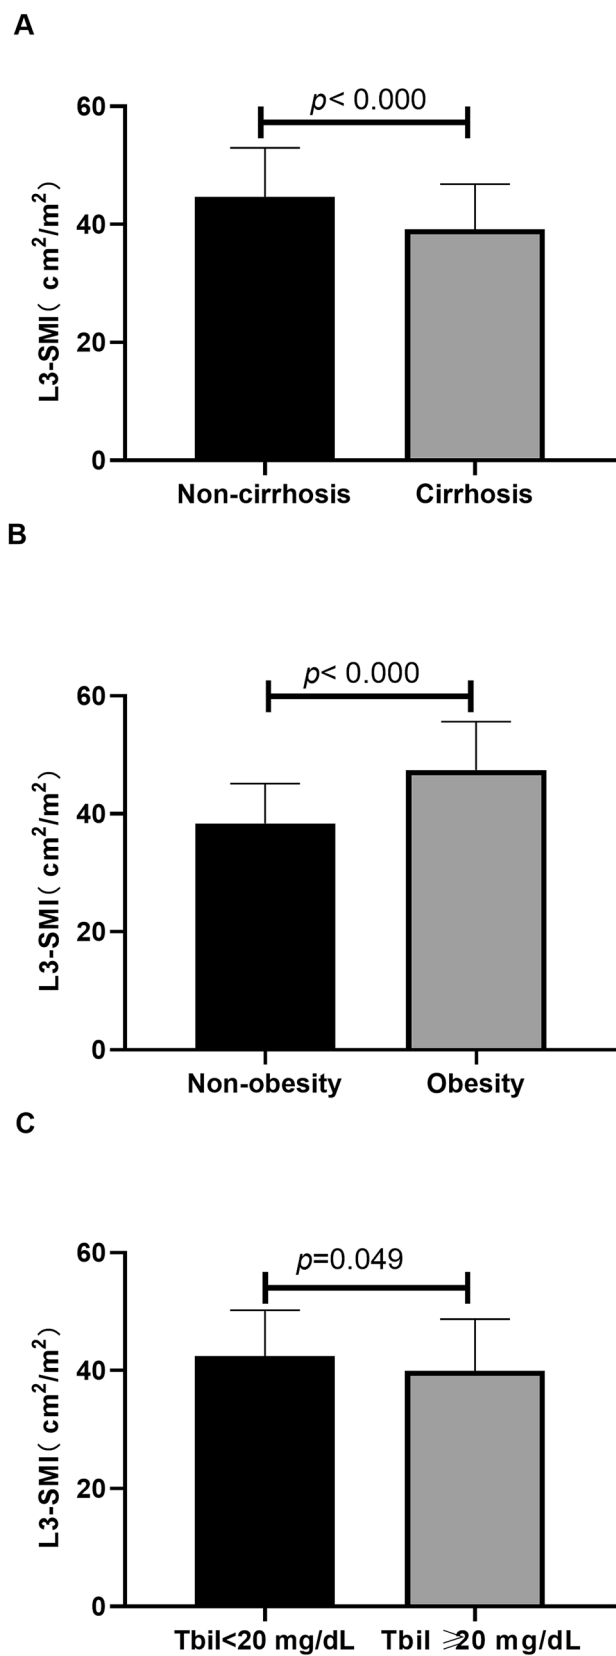 A
p< 0.000
60
40
20
0
L3-SMI( cm²/m²)
Non-cirrhosis Cirrhosis
B
p< 0.000
60
40
20
0
L3-SMI( cm²/m²)
Non-obesity Obesity
C
p=0.049
60
40
20
0
L3-SMI( cm²/m²)
Tbil<20 mg/dL Tbil ⩾20 mg/dL